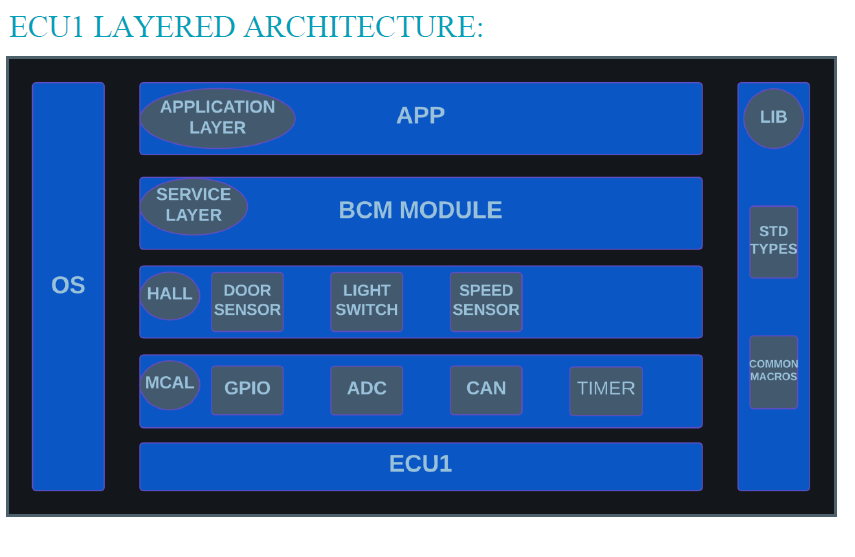 ECU1 LAYERED ARCHITECTURE:
OS
APPLICATION
LAYER
APP
SERVICE
LAYER
BCM MODULE
HALL
DOOR
SENSOR
LIGHT
SWITCH
SPEED
SENSOR
MCAL
GPIO
ADC
CAN
TIMER
ECU1
LIB
STD
TYPES
COMMON
MACROS